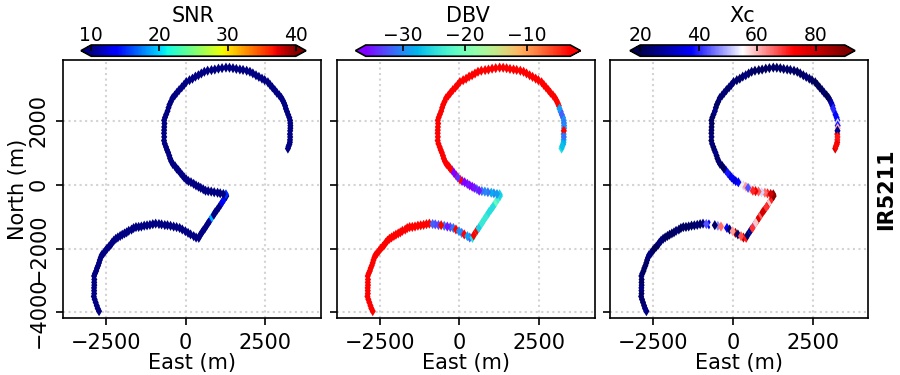 SNR
DBV
Xc
10 20 30 40
−30 −20 −10
20 40 60 80
North (m)
2000
0
−2000
−4000
IR5211
−2500 0 2500
−2500 0 2500
−2500 0 2500
East (m)
East (m)
East (m)